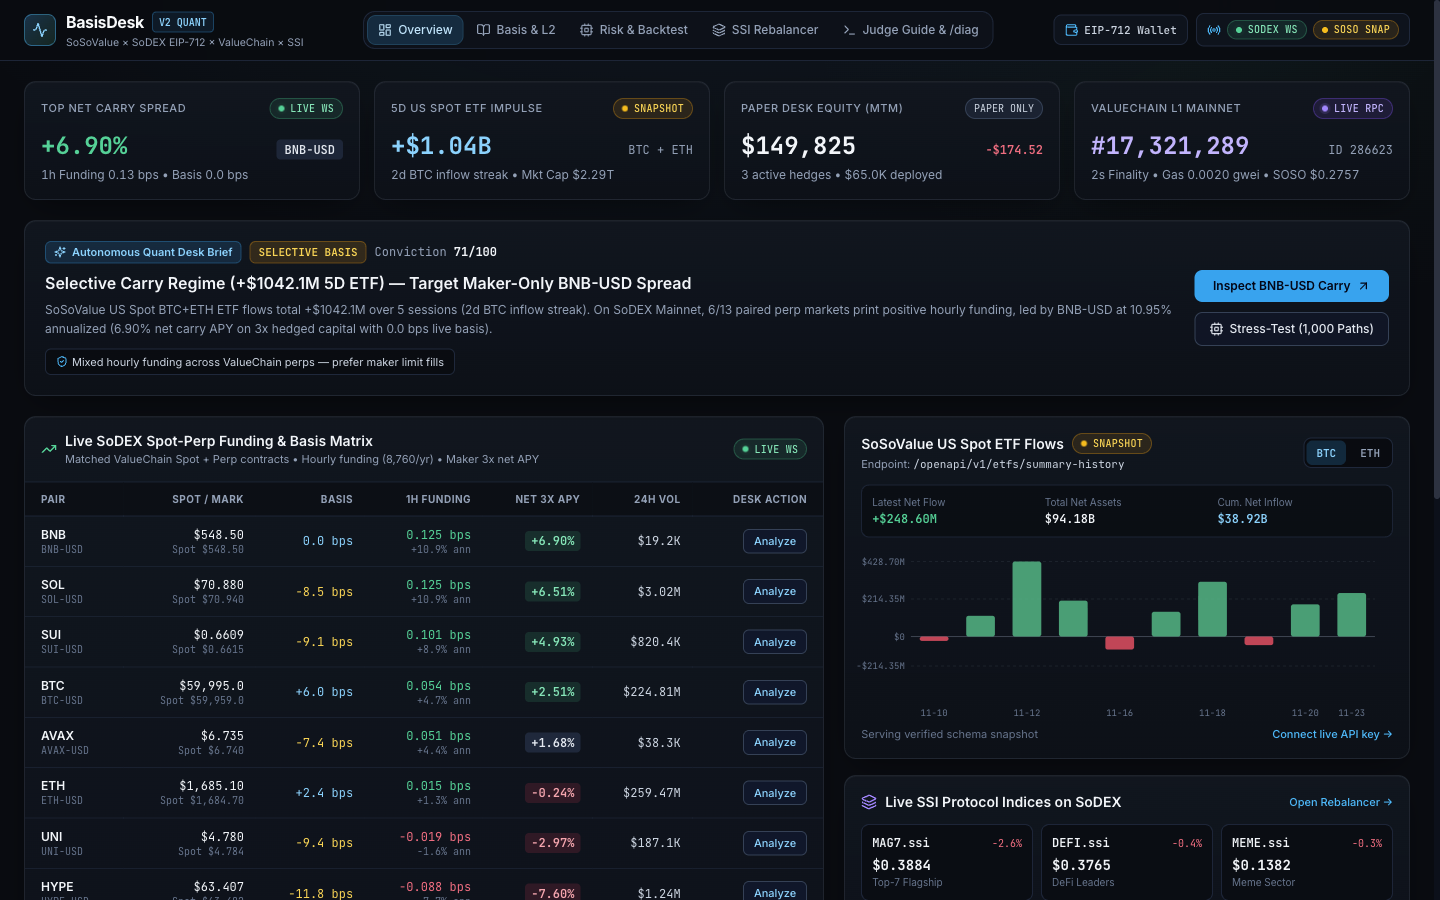 BasisDesk V2 QUANT
SoSoValue × SoDEX EIP-712 × ValueChain × SSI
Overview
Basis & L2
Risk & Backtest
SSI Rebalancer
Judge Guide & /diag
EIP-712 Wallet
SODEX WS
SOSO SNAP
TOP NET CARRY SPREAD
LIVE WS
+6.90%
BNB-USD
1h Funding 0.13 bps • Basis 0.0 bps
5D US SPOT ETF IMPULSE
SNAPSHOT
+$1.04B
BTC + ETH
2d BTC inflow streak • Mkt Cap $2.29T
PAPER DESK EQUITY (MTM)
PAPER ONLY
$149,825
-$174.52
3 active hedges • $65.0K deployed
VALUECHAIN L1 MAINNET
LIVE RPC
#17,321,289
ID 286623
2s Finality • Gas 0.0020 gwei • SOSO $0.2757
Autonomous Quant Desk Brief
SELECTIVE BASIS
Conviction 71/100
Selective Carry Regime (+$1042.1M 5D ETF) — Target Maker-Only BNB-USD Spread
SoSoValue US Spot BTC+ETH ETF flows total +$1042.1M over 5 sessions (2d BTC inflow streak). On SoDEX Mainnet, 6/13 paired perp markets print positive hourly funding, led by BNB-USD at 10.95%
annualized (6.90% net carry APY on 3x hedged capital with 0.0 bps live basis).
Mixed hourly funding across ValueChain perps — prefer maker limit fills
Inspect BNB-USD Carry
Stress-Test (1,000 Paths)
Live SoDEX Spot-Perp Funding & Basis Matrix
Matched ValueChain Spot + Perp contracts • Hourly funding (8,760/yr) • Maker 3x net APY
LIVE WS
PAIR SPOT / MARK BASIS 1H FUNDING NET 3X APY 24H VOL DESK ACTION
BNB $548.50 0.0 bps 0.125 bps +6.90% $19.2K Analyze
BNB-USD Spot $548.50 +10.9% ann
SOL $70.880 -8.5 bps 0.125 bps +6.51% $3.02M Analyze
SOL-USD Spot $70.940 +10.9% ann
SUI $0.6609 -9.1 bps 0.101 bps +4.93% $820.4K Analyze
SUI-USD Spot $0.6615 +8.9% ann
BTC $59,995.0 +6.0 bps 0.054 bps +2.51% $224.81M Analyze
BTC-USD Spot $59,959.0 +4.7% ann
AVAX $6.735 -7.4 bps 0.051 bps +1.68% $38.3K Analyze
AVAX-USD Spot $6.740 +4.4% ann
ETH $1,685.10 +2.4 bps 0.015 bps -0.24% $259.47M Analyze
ETH-USD Spot $1,684.70 +1.3% ann
UNI $4.780 -9.4 bps -0.019 bps -2.97% $187.1K Analyze
UNI-USD Spot $4.784 -1.6% ann
HYPE $63.407 -11.8 bps -0.088 bps -7.60% $1.24M Analyze
SoSoValue US Spot ETF Flows
SNAPSHOT
Endpoint: /openapi/v1/etfs/summary-history
BTC ETH
Latest Net Flow Total Net Assets Cum. Net Inflow
+$248.60M $94.18B $38.92B
$428.70M
$214.35M
$0
-$214.35M
11-10 11-12 11-16 11-18 11-20 11-23
Serving verified schema snapshot
Connect live API key →
Live SSI Protocol Indices on SoDEX
Open Rebalancer →
MAG7.ssi -2.6% DEFI.ssi -0.4% MEME.ssi -0.3%
$0.3884 $0.3765 $0.1382
Top-7 Flagship DeFi Leaders Meme Sector